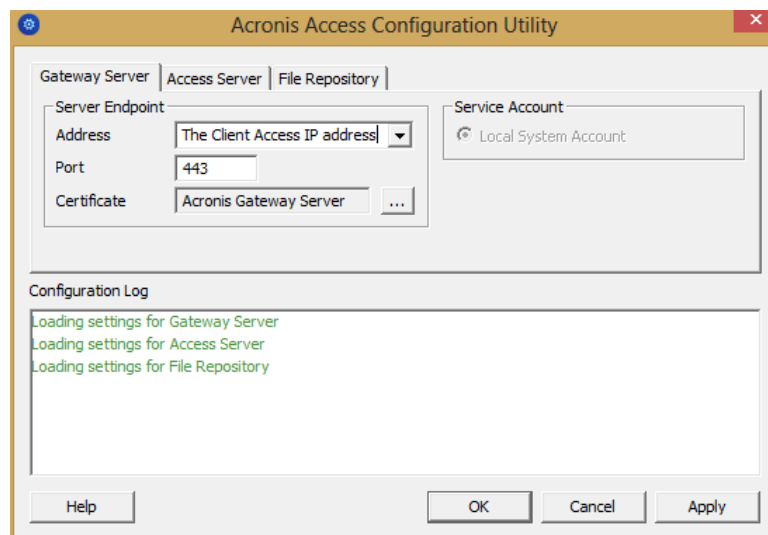 Acronis Access Configuration Utility
Gateway Server Access Server File Repository
Server Endpoint
Service Account
Address The Client Access IP address
Local System Account
Port 443
Certificate Acronis Gateway Server ...
Configuration Log
Loading settings for Gateway Server
Loading settings for Access Server
Loading settings for File Repository
Help OK Cancel Apply